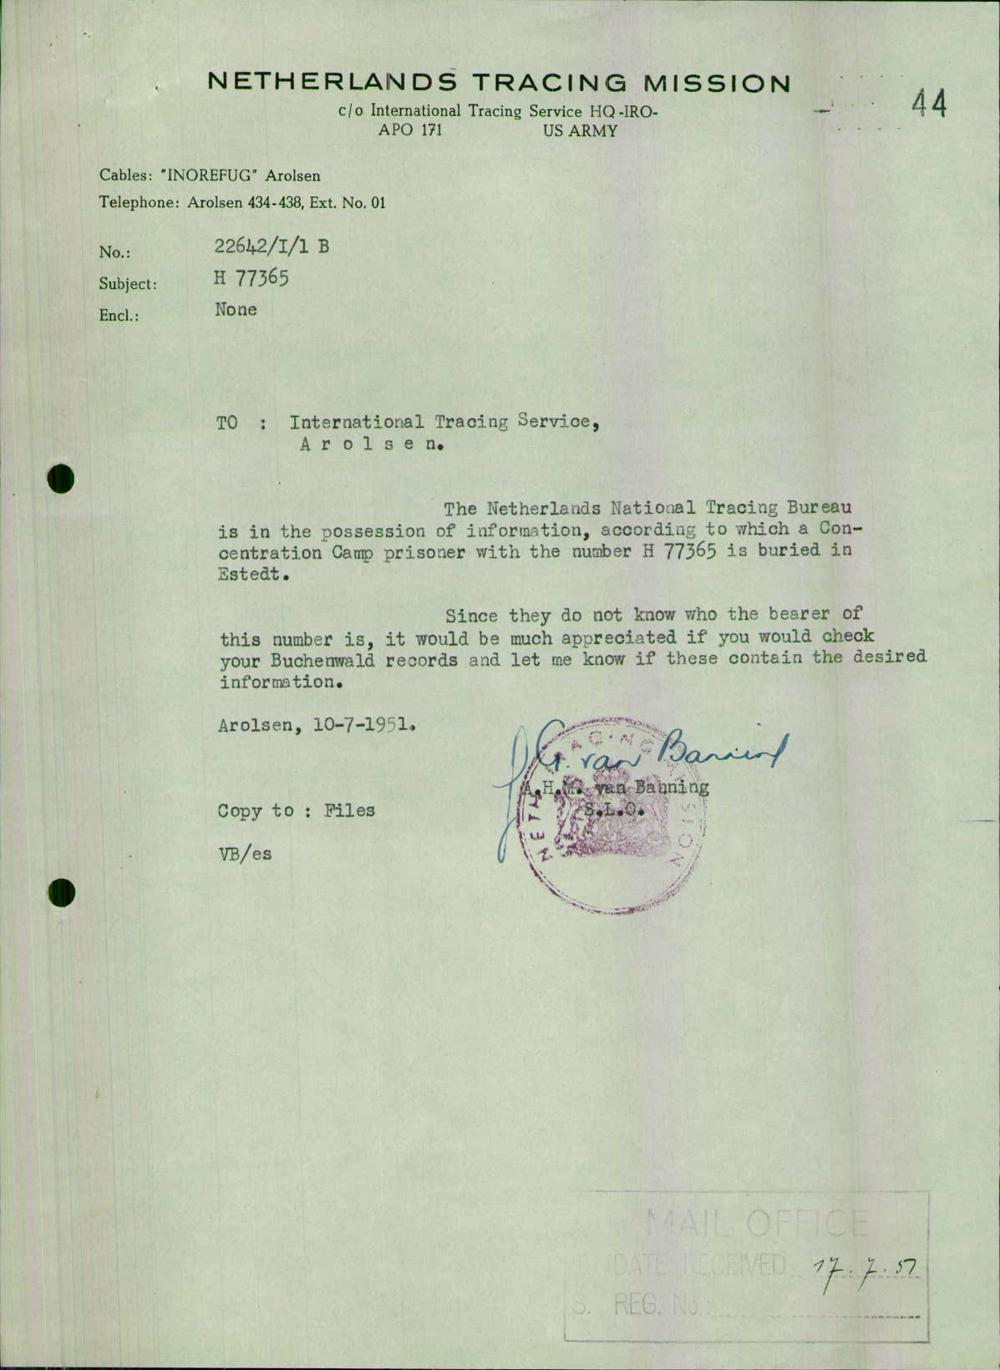 NETHERLANDS TRACING MISSION
44
c/o International Tracing Service HQ-IRO-
APO 171 US ARMY
Cables: "INOREFUG" Arolsen
Telephone: Arolsen 434-438, Ext. No. 01
No.: 22642/I/1 B
Subject: H 77365
Encl.: None
TO : International Tracing Service,
A r o l s e n.
The Netherlands National Tracing Bureau
is in the possession of information, according to which a Con-
centration Camp prisoner with the number H 77365 is buried in
Estedt.
Since they do not know who the bearer of
this number is, it would be much appreciated if you would check
your Buchenwald records and let me know if these contain the desired
information.
Arolsen, 10-7-1951.
van Banning
A.H.M. van Banning
S.L.O.
Copy to : Files
VB/es
MAIL OFFICE
DATE RECEIVED 17.7.51
S. REG. No.: